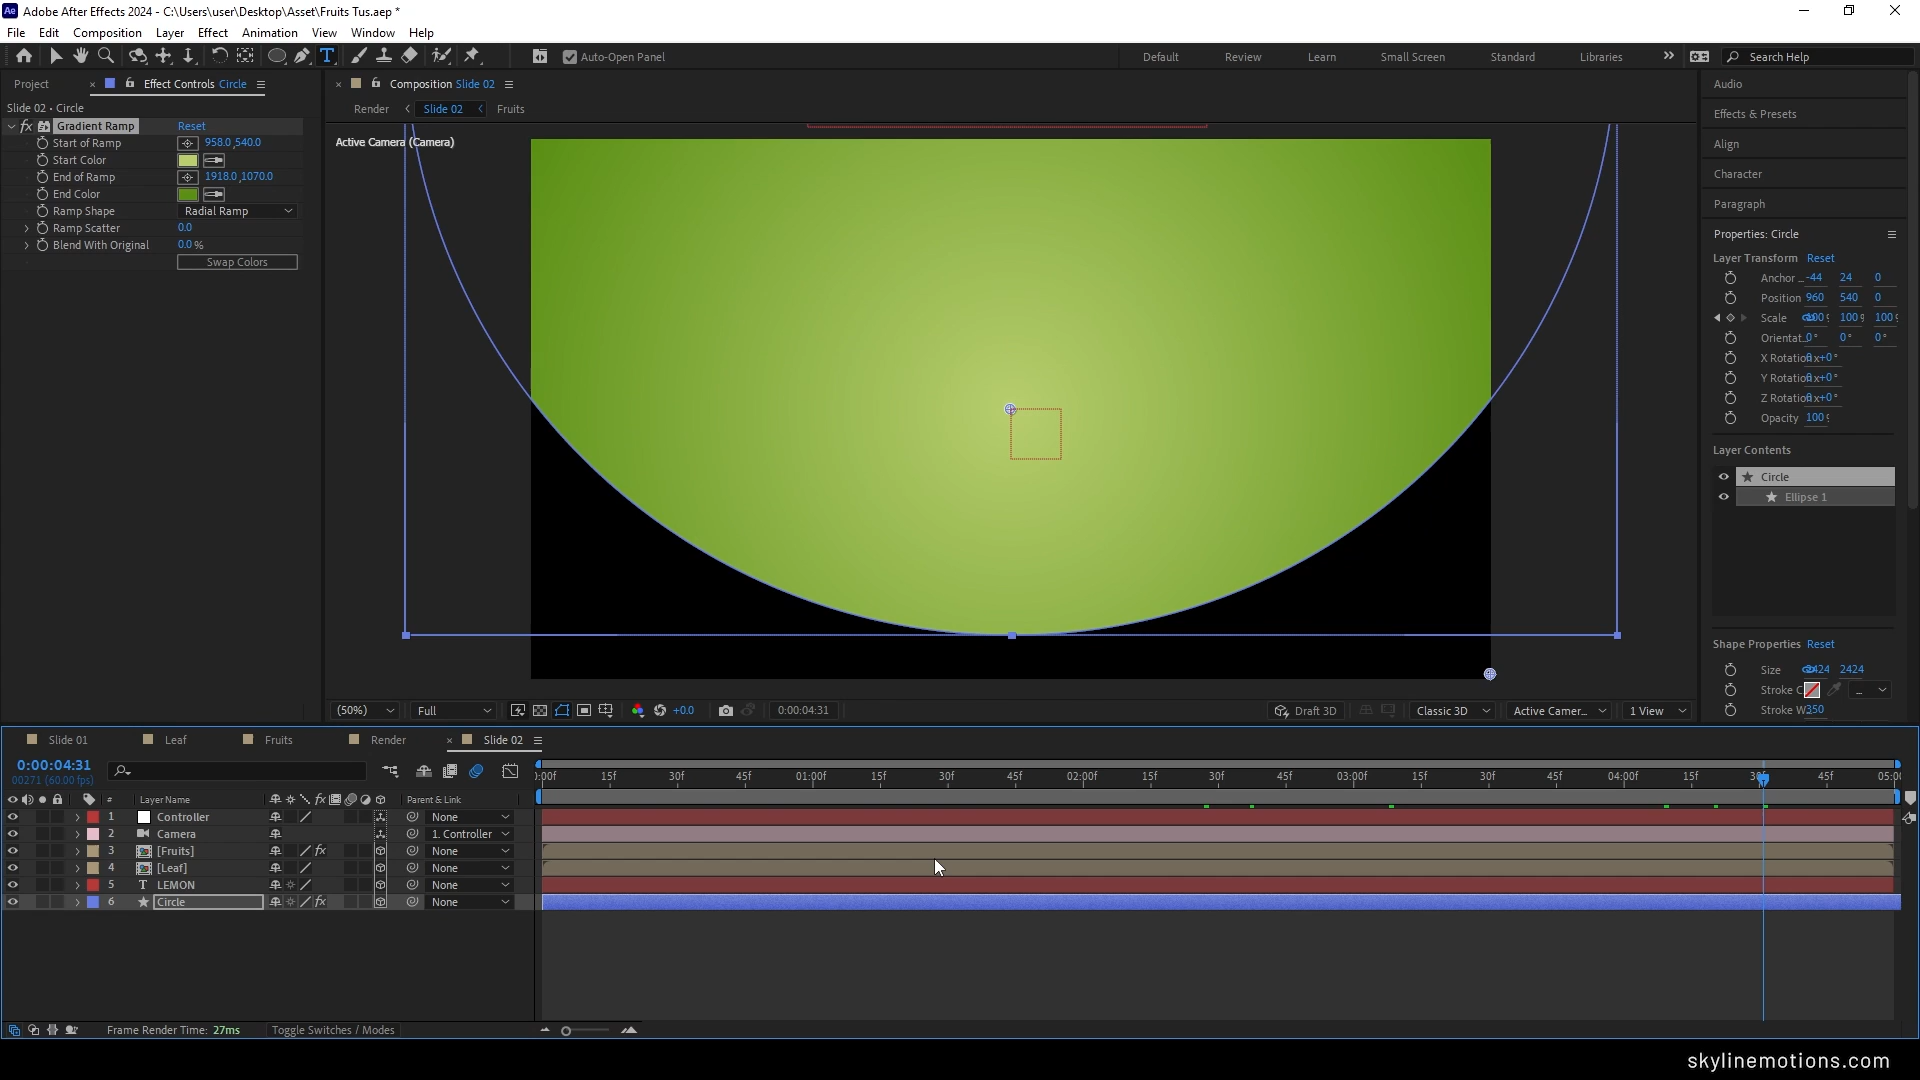 Ae Adobe After Effects 2024 - C:\Users\user\Desktop\Asset\Fruits Tus.aep *
File Edit Composition Layer Effect Animation View Window Help
T Auto-Open Panel Default Review Learn Small Screen Standard Libraries Search Help
Project Effect Controls Circle Composition Slide 02 Audio
Slide 02 • Circle Render Slide 02 Fruits Effects & Presets
fx Gradient Ramp Reset
Active Camera (Camera)
Start of Ramp 958.0,540.0 Align
Start Color
End of Ramp 1918.0,1070.0 Character
End Color
Ramp Shape Radial Ramp Paragraph
Ramp Scatter 0.0
Blend With Original 0.0 %
Swap Colors
Properties: Circle
Layer Transform Reset
Anchor ... -44 24 0
Position 960 540 0
Scale 100 100 100
Orientat... 0° 0° 0°
X Rotation 0x+0°
Y Rotation 0x+0°
Z Rotation 0x+0°
Opacity 100
Layer Contents
Circle
Ellipse 1
Shape Properties Reset
Size 2424 2424
Stroke C ...
Stroke W... 350
(50%) Full +0.0 0:00:04:31 Draft 3D Classic 3D Active Camer... 1 View
Slide 01 Leaf Fruits Render Slide 02
0:00:04:31
00271 (60.00 fps)
:00f 15f 30f 45f 01:00f 15f 30f 45f 02:00f 15f 30f 45f 03:00f 15f 30f 45f 04:00f 15f 30f 45f 05:00
# Layer Name fx Parent & Link
1 Controller None
2 Camera 1. Controller
3 [Fruits] fx None
4 [Leaf] None
5 T LEMON None
6 Circle fx None
Frame Render Time: 27ms Toggle Switches / Modes
skylinemotions.com